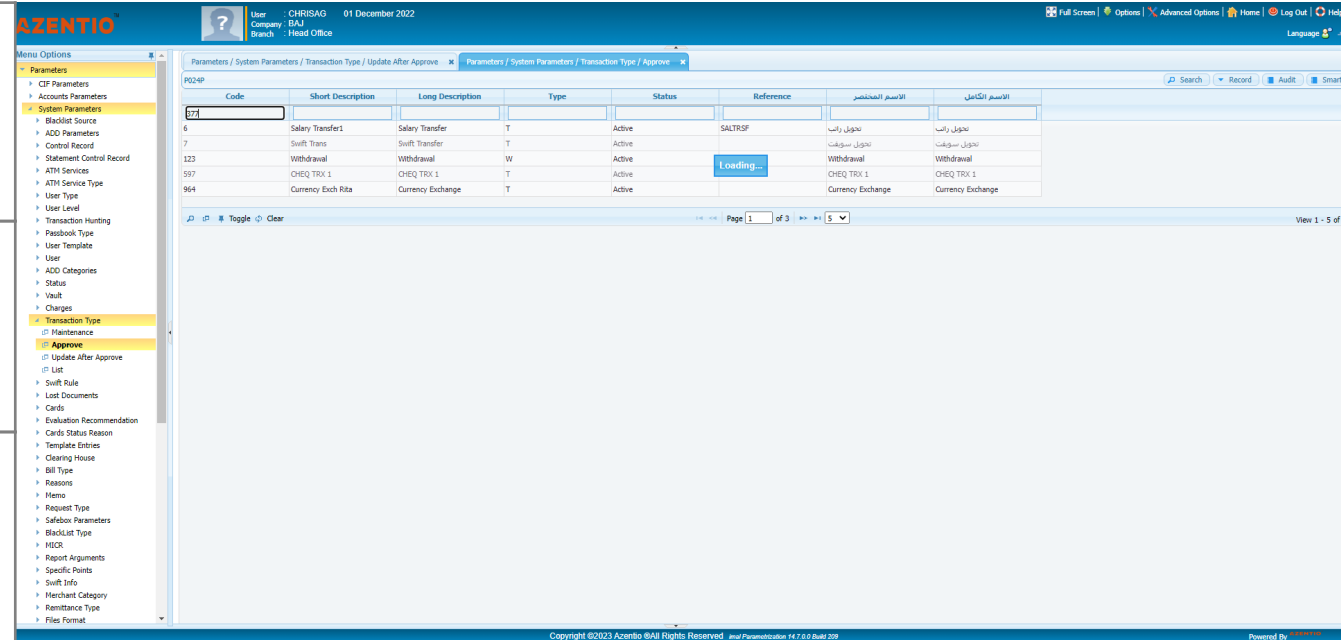 AZENTIO
User : CHRISAG 01 December 2022
Company : BAJ
Branch : Head Office
Full Screen | Options | Advanced Options | Home | Log Out | Help
Language
Menu Options
Parameters
CIF Parameters
Accounts Parameters
System Parameters
Blacklist Source
ADD Parameters
Control Record
Statement Control Record
ATM Services
ATM Service Type
User Type
User Level
Transaction Hunting
Passbook Type
User Template
User
ADD Categories
Status
Vault
Charges
Transaction Type
Maintenance
Approve
Update After Approve
List
Swift Rule
Lost Documents
Cards
Evaluation Recommendation
Cards Status Reason
Template Entries
Clearing House
Bill Type
Reasons
Memo
Request Type
Safebox Parameters
BlackList Type
MICR
Report Arguments
Specific Points
Swift Info
Merchant Category
Remittance Type
Files Format
Parameters / System Parameters / Transaction Type / Update After Approve Parameters / System Parameters / Transaction Type / Approve
P024P Search Record Audit Smart
Code Short Description Long Description Type Status Reference الاسم المختصر الاسم الكامل
377
6 Salary Transfer1 Salary Transfer T Active SALTRSF تحويل راتب تحويل راتب
7 Swift Trans Swift Transfer T Active تحويل سويفت تحويل سويفت
123 Withdrawal Withdrawal W Active Withdrawal Withdrawal
Loading...
597 CHEQ TRX 1 CHEQ TRX 1 T Active CHEQ TRX 1 CHEQ TRX 1
964 Currency Exch Rita Currency Exchange T Active Currency Exchange Currency Exchange
Toggle Clear Page 1 of 3 5 View 1 - 5 of
Copyright ©2023 Azentio ®All Rights Reserved imal Parametrization 14.7.0.0 Build 209 Powered By AZENTIO